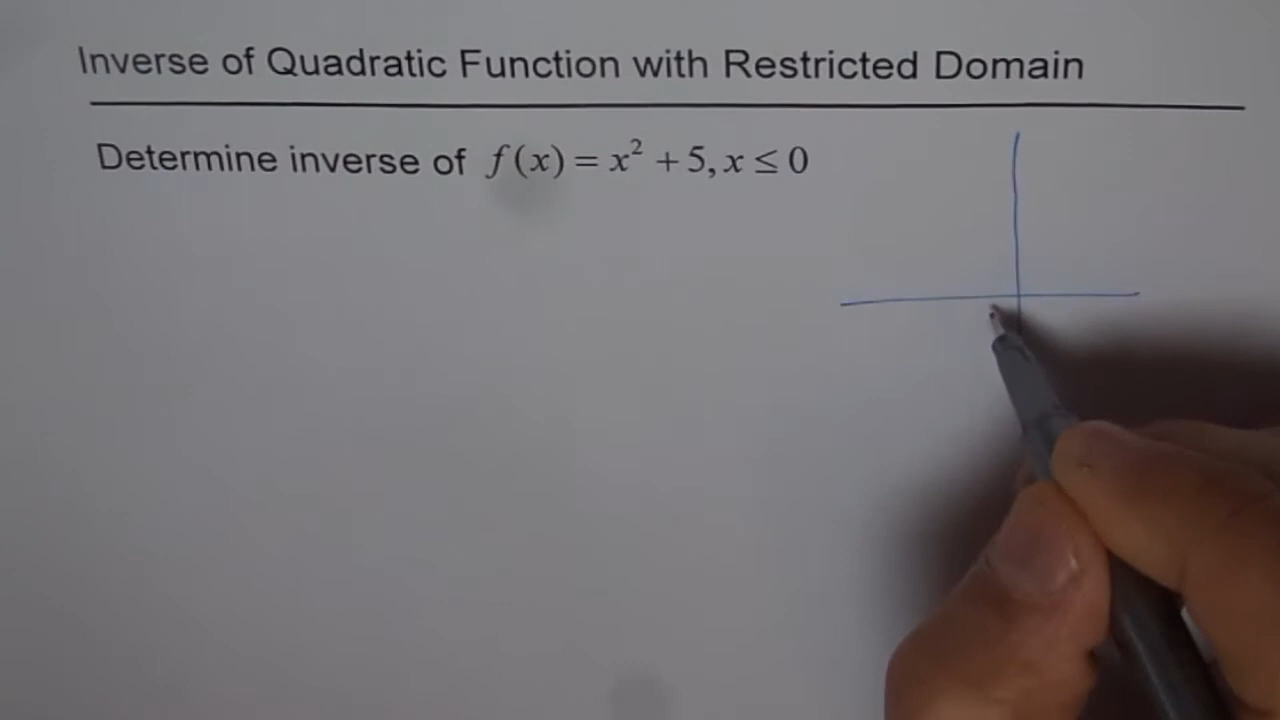 Inverse of Quadratic Function with Restricted Domain
Determine inverse of f(x) = x² + 5, x ≤ 0